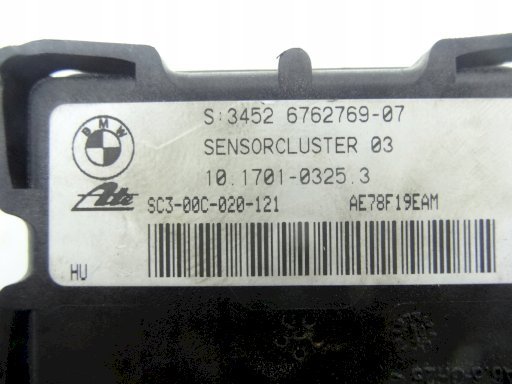 S:3452 6762769-07
BMW
SENSORCLUSTER 03
10.1701-0325.3
Ate
SC3-00C-020-121 AE78F19EAM
HU